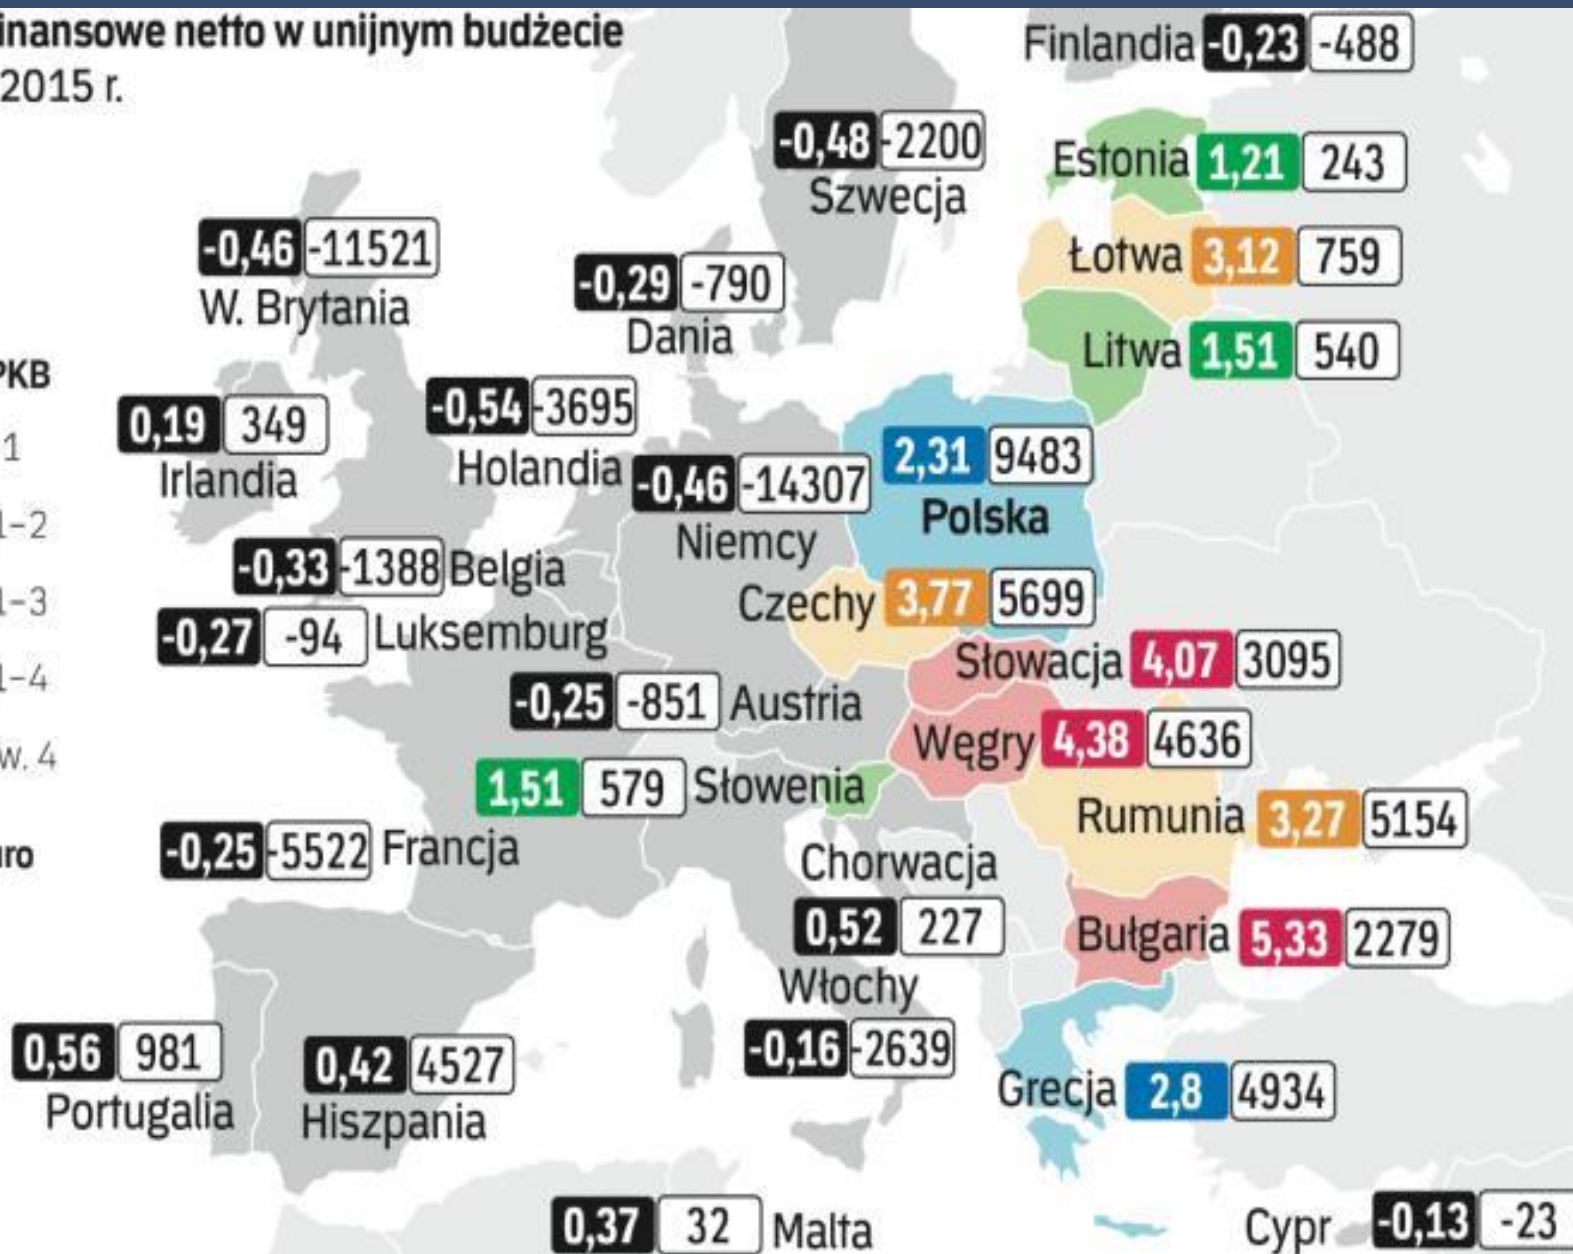 inansowe netto w unijnym budżecie
2015 r.
Finlandia -0,23 -488
-0,48 -2200
Szwecja
Estonia 1,21 243
-0,46 -11521
W. Brytania
-0,29 -790
Dania
Łotwa 3,12 759
Litwa 1,51 540
PKB
1
1–2
1–3
1–4
w. 4
uro
0,19 349
Irlandia
-0,54 -3695
Holandia
-0,46 -14307
Niemcy
2,31 9483
Polska
-0,33 -1388 Belgia
Czechy 3,77 5699
-0,27 -94 Luksemburg
Słowacja 4,07 3095
-0,25 -851 Austria
Węgry 4,38 4636
1,51 579 Słowenia
Rumunia 3,27 5154
-0,25 -5522 Francja
Chorwacja
0,52 227
Bułgaria 5,33 2279
Włochy
-0,16 -2639
0,56 981
Portugalia
0,42 4527
Hiszpania
Grecja 2,8 4934
0,37 32 Malta
Cypr -0,13 -23